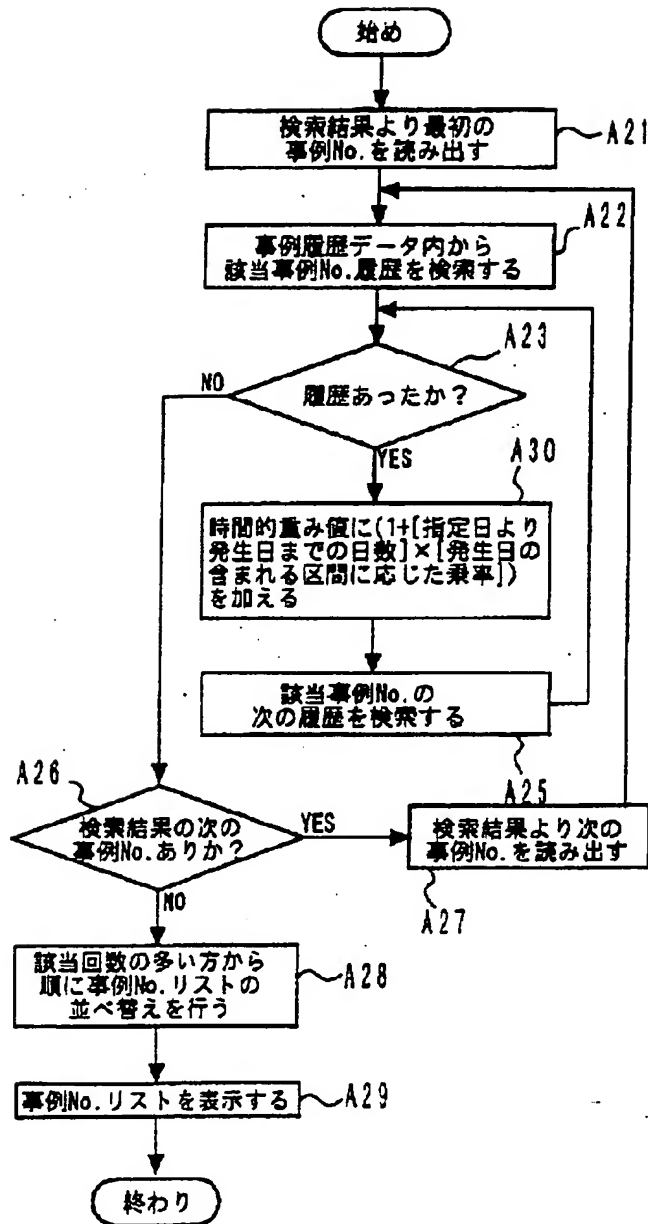 始め
検索結果より最初の
事例No.を読み出す
A21
A22
事例履歴データ内から
該当事例No.履歴を検索する
A23
NO
履歴あったか?
YES
A30
時間的重み値に(1+[指定日より
発生日までの日数]×[発生日の
含まれる区間に応じた乗率])
を加える
該当事例No.の
次の履歴を検索する
A25
A26
検索結果の次の
事例No.ありか?
YES
検索結果より次の
事例No.を読み出す
A27
NO
該当回数の多い方から
順に事例No.リストの
並べ替えを行う
A28
事例No.リストを表示する
A29
終わり